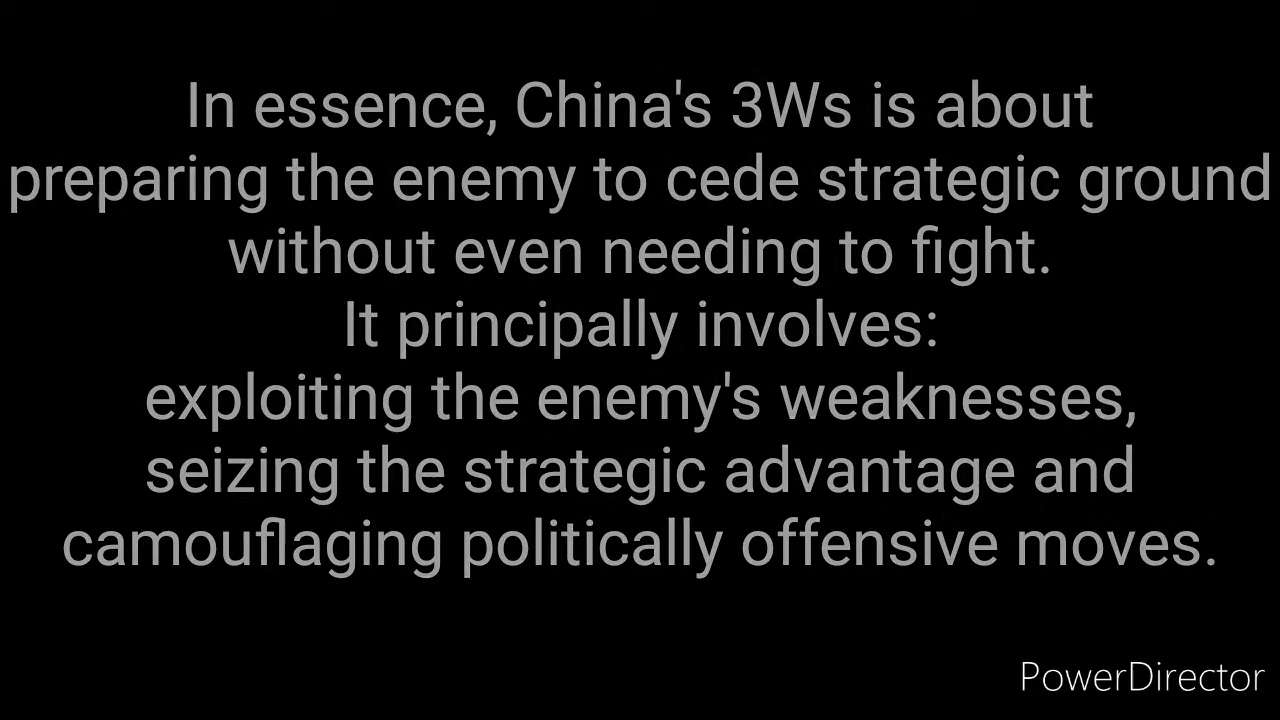 In essence, China's 3Ws is about
preparing the enemy to cede strategic ground
without even needing to fight.
It principally involves:
exploiting the enemy's weaknesses,
seizing the strategic advantage and
camouflaging politically offensive moves.
PowerDirector